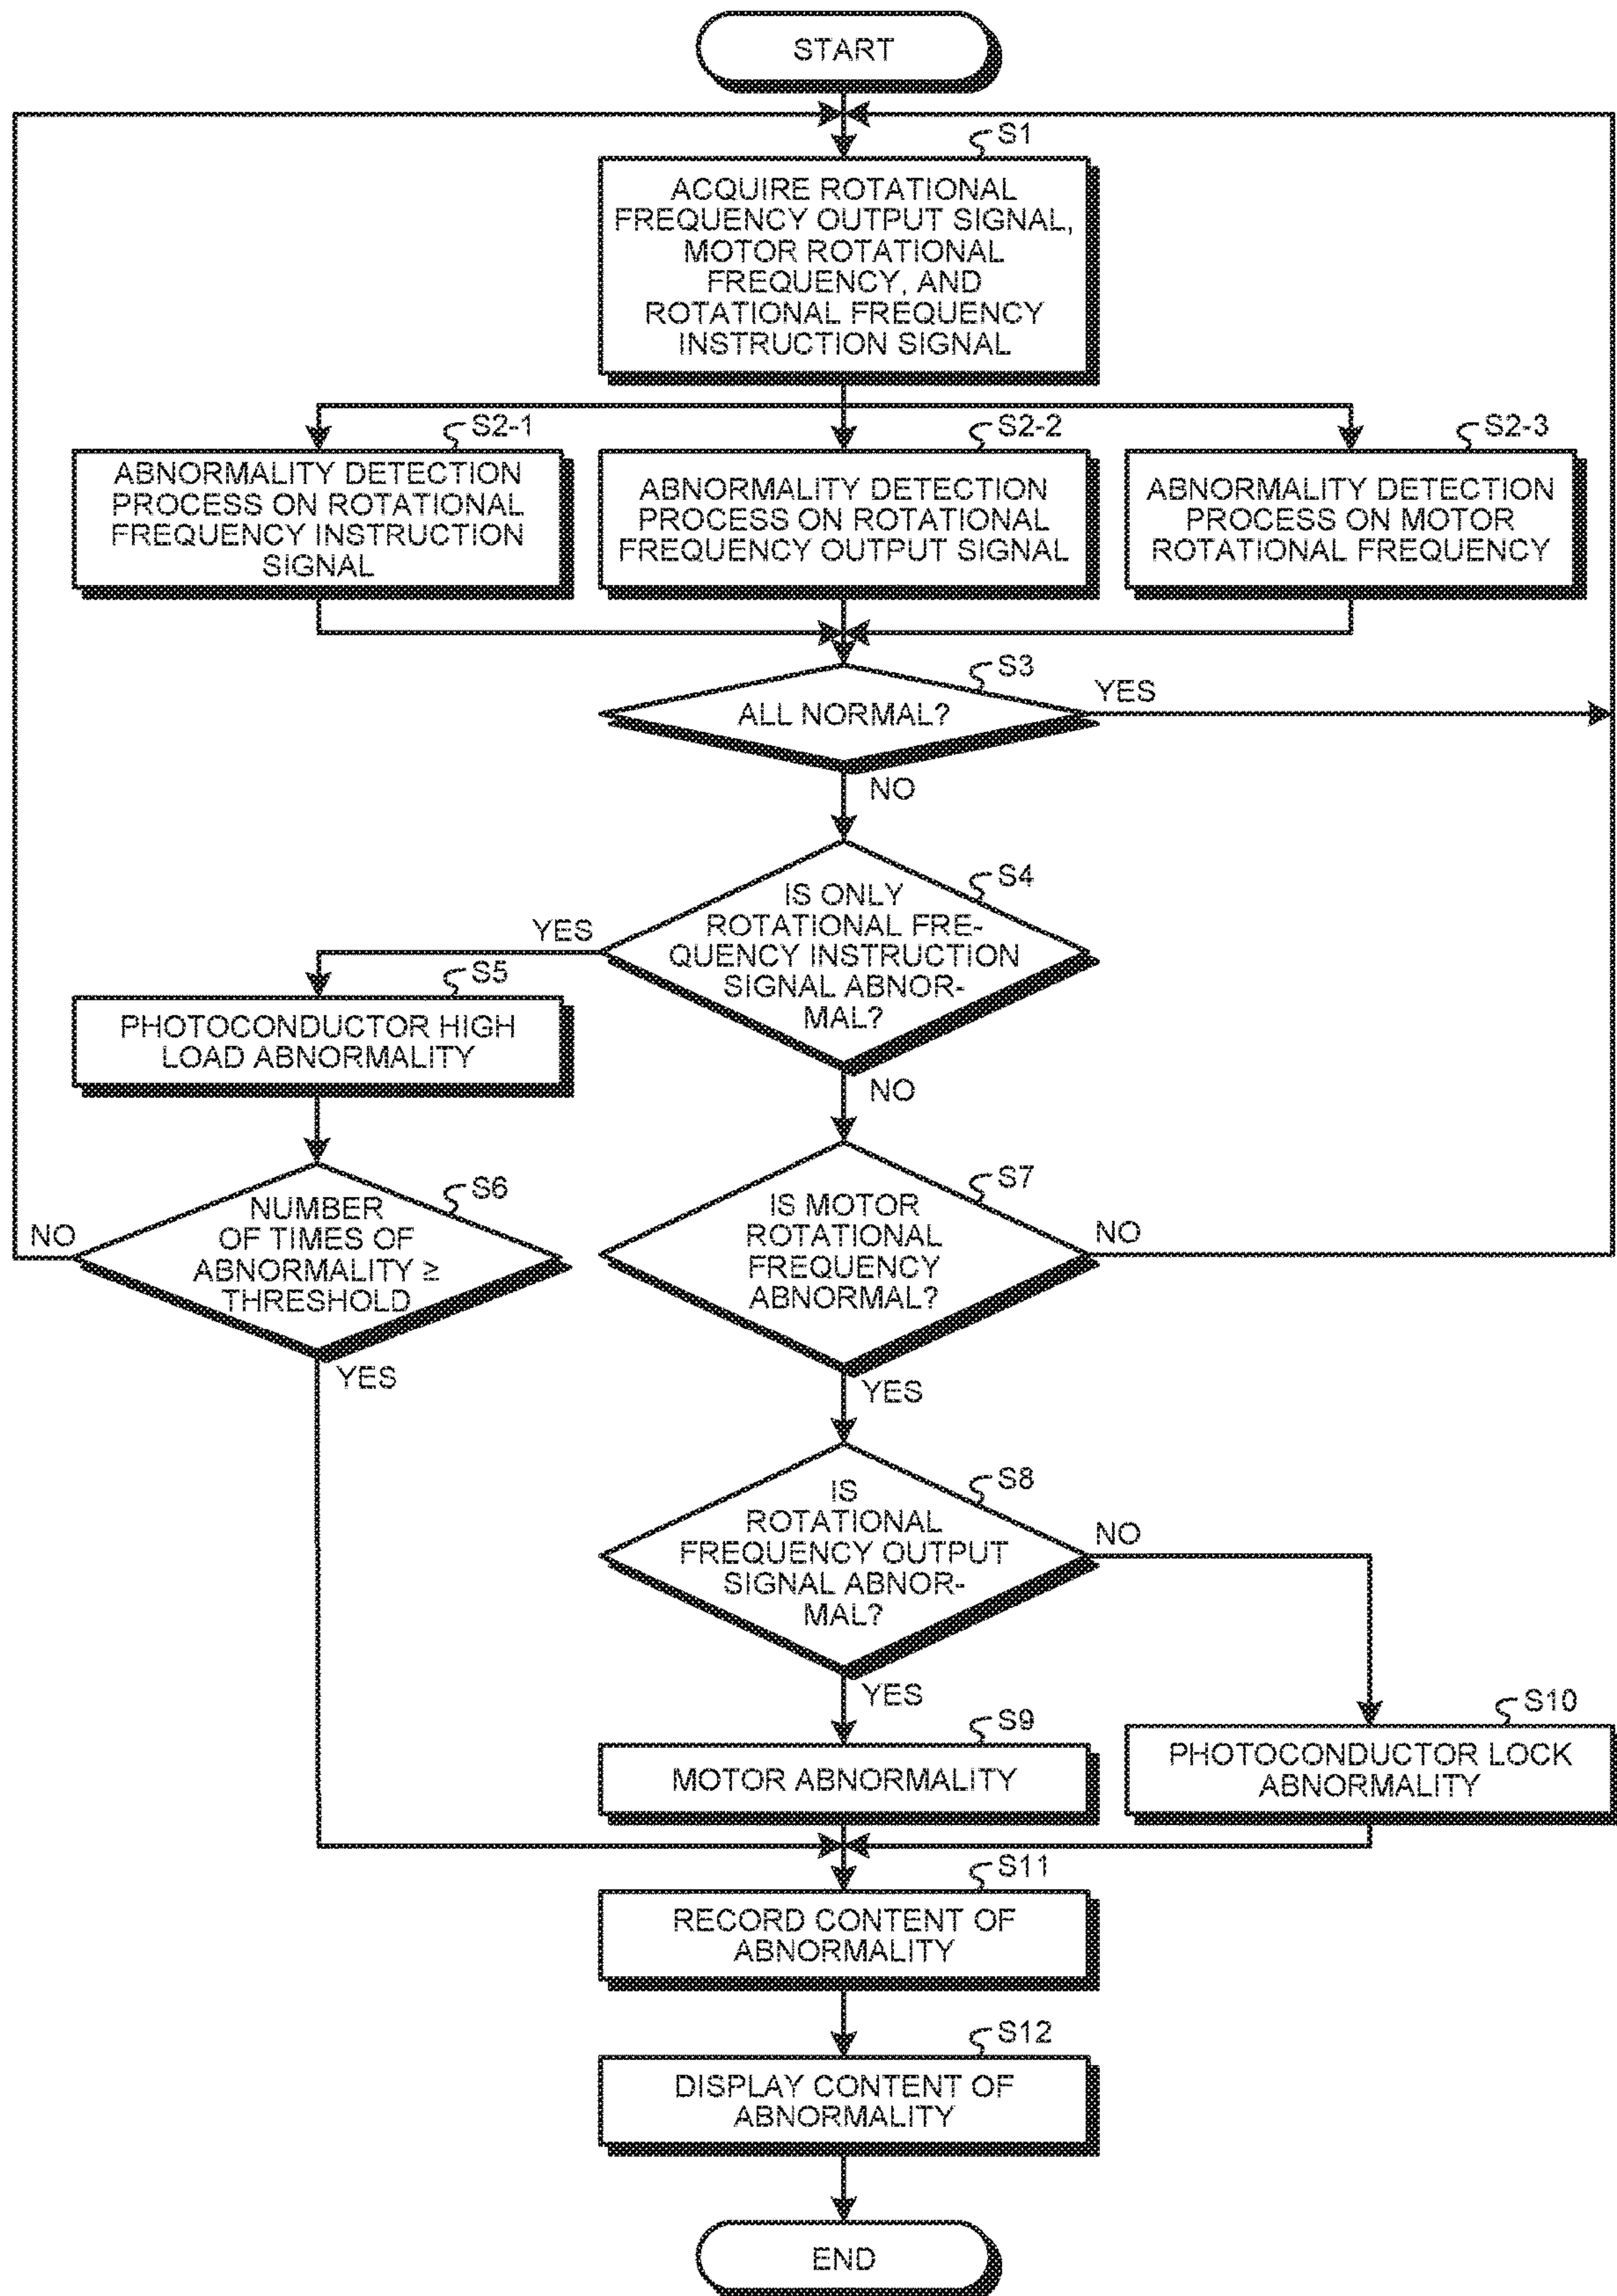 START
S1
ACQUIRE ROTATIONAL
FREQUENCY OUTPUT SIGNAL,
MOTOR ROTATIONAL
FREQUENCY, AND
ROTATIONAL FREQUENCY
INSTRUCTION SIGNAL
S2-1
ABNORMALITY DETECTION
PROCESS ON ROTATIONAL
FREQUENCY INSTRUCTION
SIGNAL
S2-2
ABNORMALITY DETECTION
PROCESS ON ROTATIONAL
FREQUENCY OUTPUT SIGNAL
S2-3
ABNORMALITY DETECTION
PROCESS ON MOTOR
ROTATIONAL FREQUENCY
S3
ALL NORMAL?
YES
NO
S4
IS ONLY
ROTATIONAL FRE-
QUENCY INSTRUCTION
SIGNAL ABNOR-
MAL?
YES
NO
S5
PHOTOCONDUCTOR HIGH
LOAD ABNORMALITY
S6
NUMBER
OF TIMES OF
ABNORMALITY ≥
THRESHOLD
NO
YES
S7
IS MOTOR
ROTATIONAL
FREQUENCY
ABNORMAL?
NO
YES
S8
IS
ROTATIONAL
FREQUENCY OUTPUT
SIGNAL ABNOR-
MAL?
NO
YES
S9
MOTOR ABNORMALITY
S10
PHOTOCONDUCTOR LOCK
ABNORMALITY
S11
RECORD CONTENT OF
ABNORMALITY
S12
DISPLAY CONTENT OF
ABNORMALITY
END